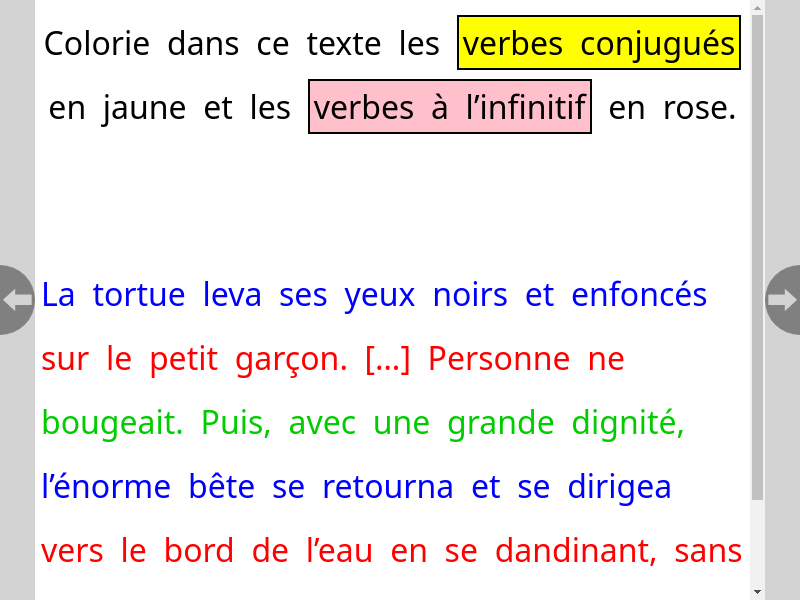 Colorie dans ce texte les verbes conjugués
en jaune et les verbes à l’infinitif en rose.
La tortue leva ses yeux noirs et enfoncés
sur le petit garçon. [...] Personne ne
bougeait. Puis, avec une grande dignité,
l’énorme bête se retourna et se dirigea
vers le bord de l’eau en se dandinant, sans